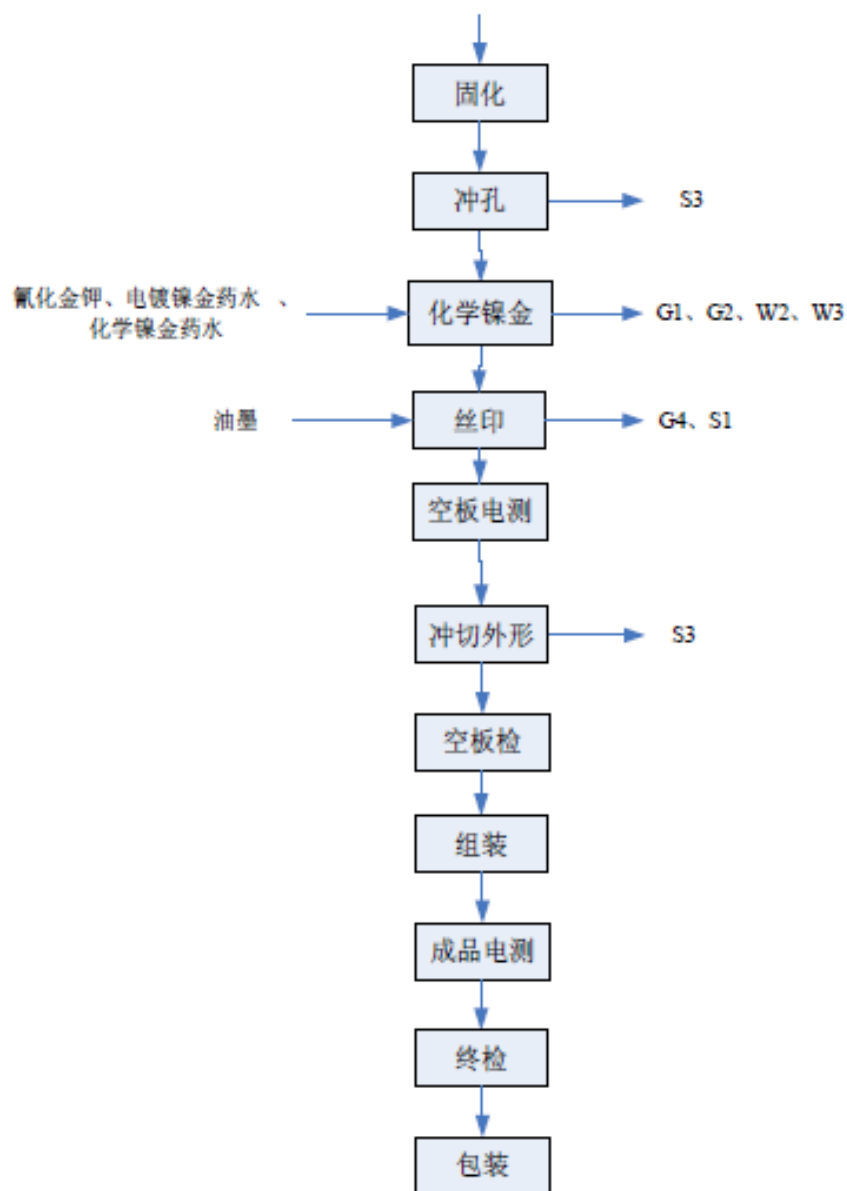 固化
冲孔
S3
氰化金钾、电镀镍金药水 、
化学镍金药水
化学镍金
G1、G2、W2、W3
油墨
丝印
G4、S1
空板电测
冲切外形
S3
空板检
组装
成品电测
终检
包装